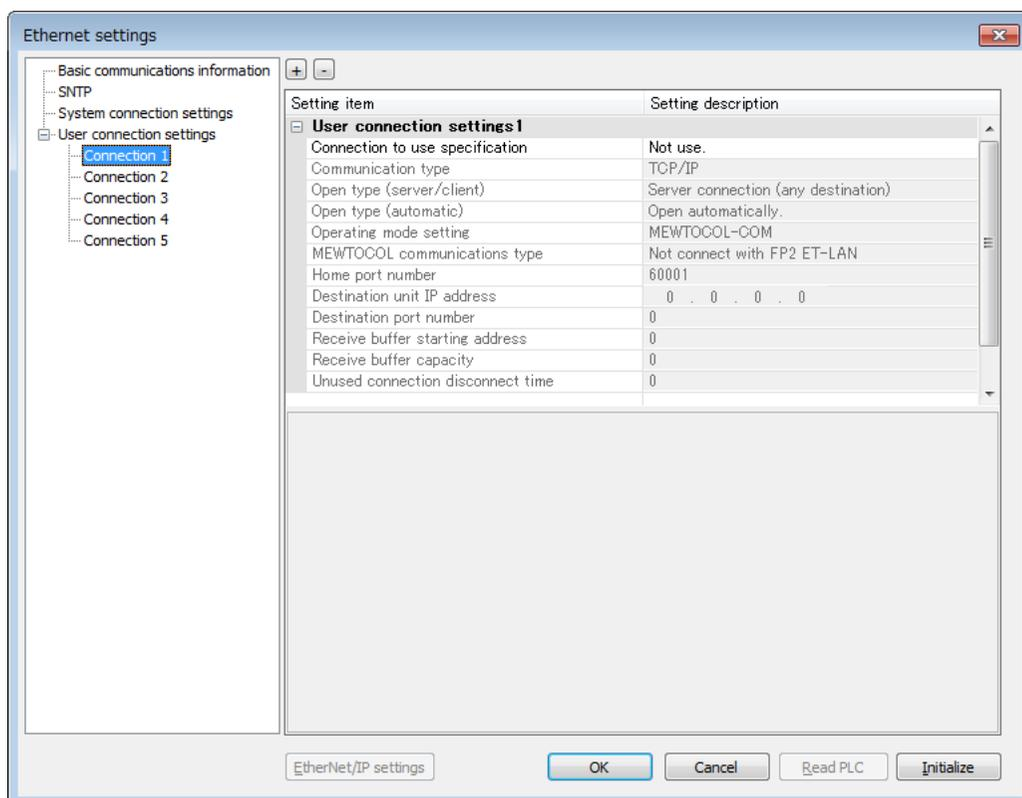 Ethernet settings
Basic communications information
SNTP
System connection settings
User connection settings
Connection 1
Connection 2
Connection 3
Connection 4
Connection 5
+ -
Setting item Setting description
User connection settings1
Connection to use specification Not use.
Communication type TCP/IP
Open type (server/client) Server connection (any destination)
Open type (automatic) Open automatically.
Operating mode setting MEWTOCOL-COM
MEWTOCOL communications type Not connect with FP2 ET-LAN
Home port number 60001
Destination unit IP address 0 . 0 . 0 . 0
Destination port number 0
Receive buffer starting address 0
Receive buffer capacity 0
Unused connection disconnect time 0
EtherNet/IP settings OK Cancel Read PLC Initialize